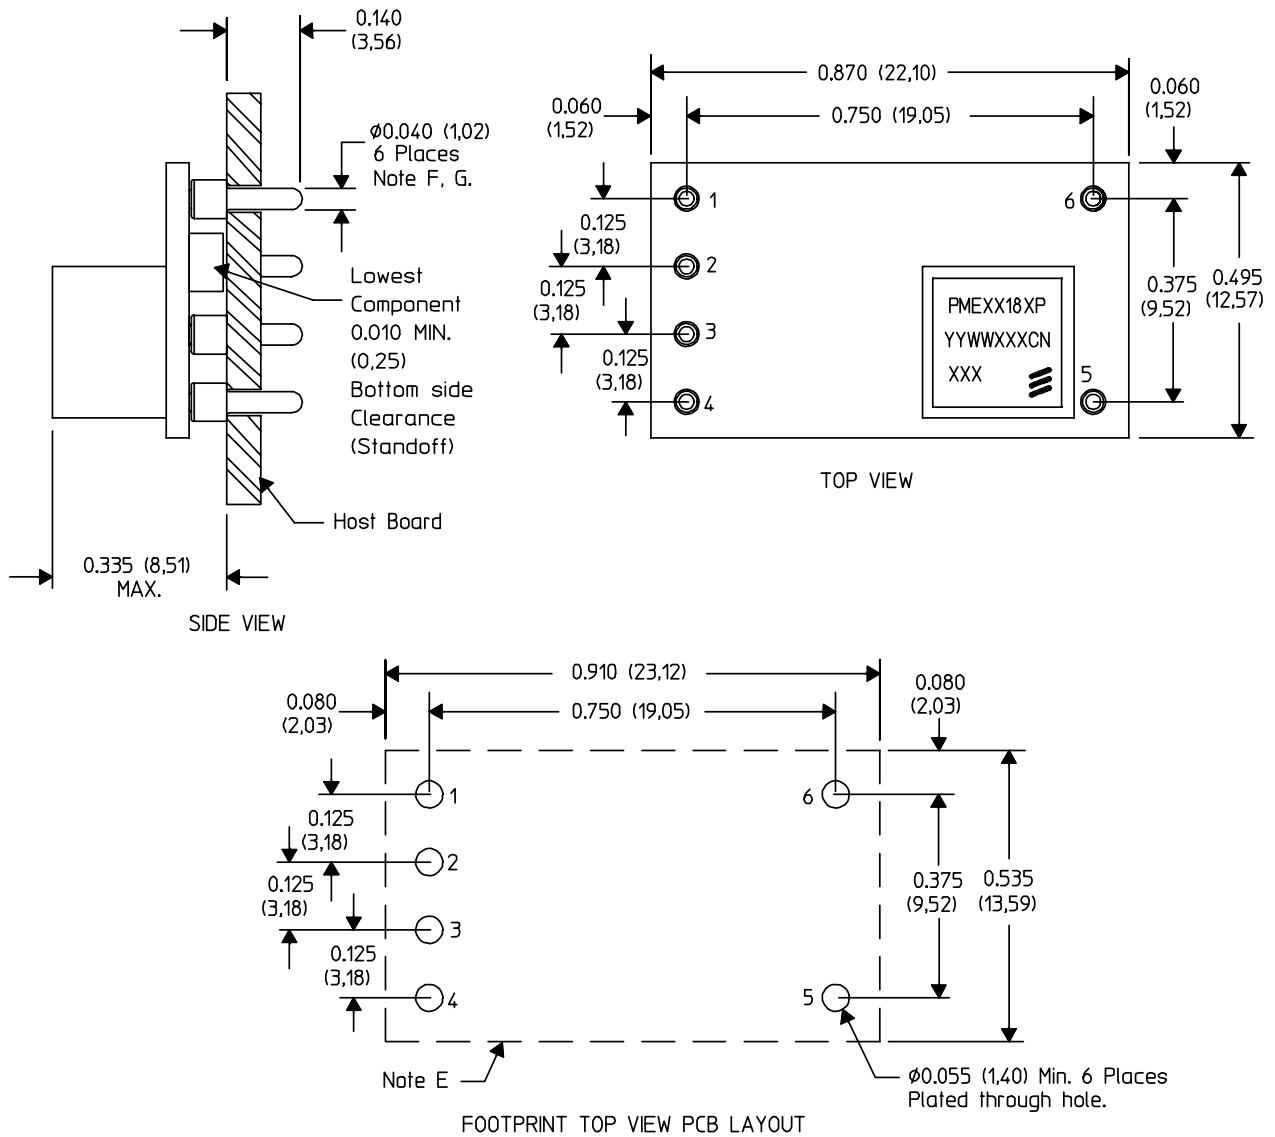 0.140
(3,56)
Ø0.040 (1,02)
6 Places
Note F, G.
Lowest
Component
0.010 MIN.
(0,25)
Bottom side
Clearance
(Standoff)
Host Board
0.335 (8,51)
MAX.
SIDE VIEW
0.870 (22,10)
0.060
(1,52)
0.750 (19,05)
0.060
(1,52)
1
6
0.125
(3,18)
2
0.125
(3,18)
3
0.125
(3,18)
4
0.375
(9,52)
0.495
(12,57)
PMEXX18XP
YYWWXXXCN
XXX
5
TOP VIEW
0.910 (23,12)
0.080
(2,03)
0.750 (19,05)
0.080
(2,03)
1
6
0.125
(3,18)
2
0.125
(3,18)
3
0.125
(3,18)
4
5
0.375
(9,52)
0.535
(13,59)
Note E
Ø0.055 (1,40) Min. 6 Places
Plated through hole.
FOOTPRINT TOP VIEW PCB LAYOUT